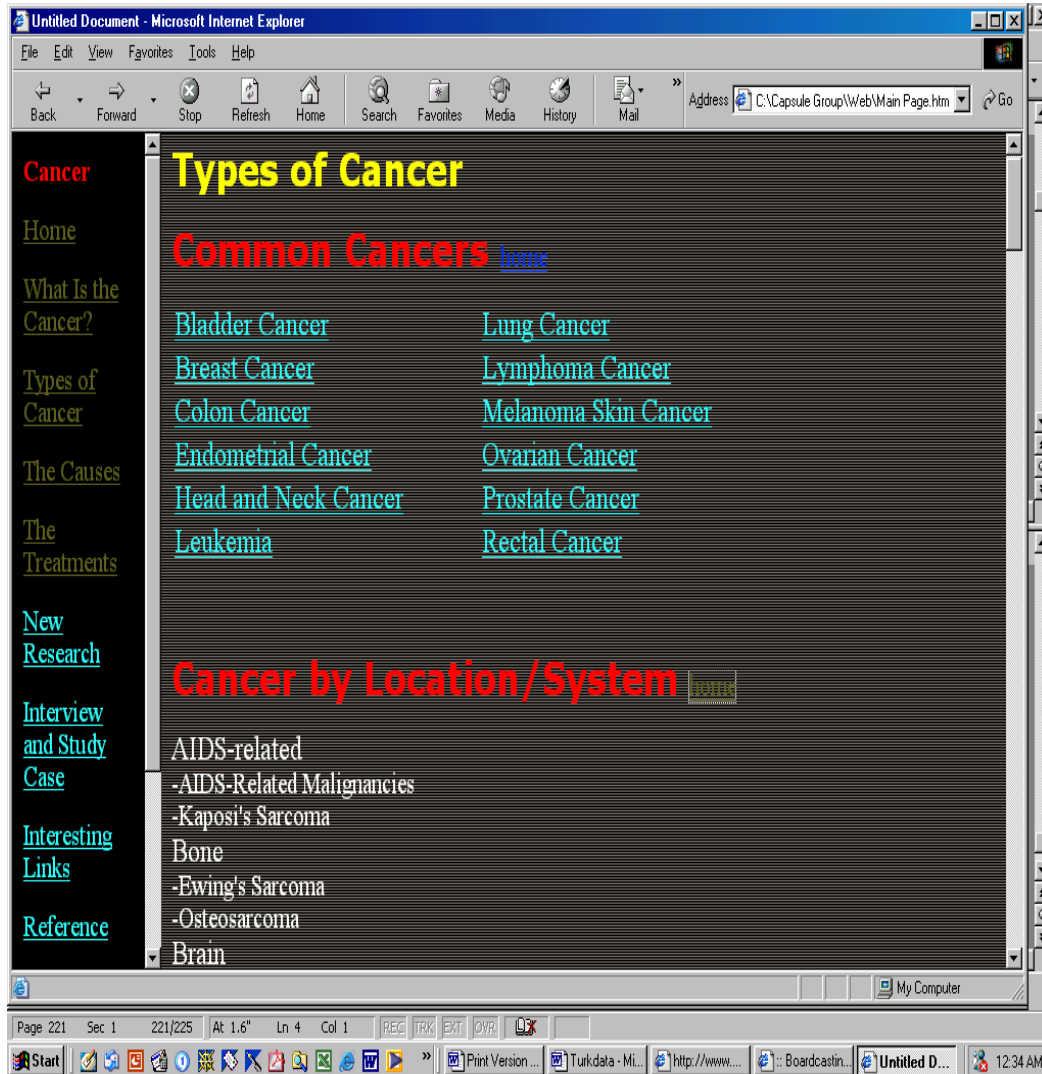 Untitled Document - Microsoft Internet Explorer
File Edit View Favorites Tools Help
Back Forward Stop Refresh Home Search Favorites Media History Mail » Address C:\Capsule Group\Web\Main Page.htm Go
Cancer
Home
What Is the
Cancer?
Types of
Cancer
The Causes
The
Treatments
New
Research
Interview
and Study
Case
Interesting
Links
Reference
Types of Cancer
Common Cancers home
Bladder Cancer Lung Cancer
Breast Cancer Lymphoma Cancer
Colon Cancer Melanoma Skin Cancer
Endometrial Cancer Ovarian Cancer
Head and Neck Cancer Prostate Cancer
Leukemia Rectal Cancer
Cancer by Location/System home
AIDS-related
-AIDS-Related Malignancies
-Kaposi's Sarcoma
Bone
-Ewing's Sarcoma
-Osteosarcoma
Brain
My Computer
Page 221 Sec 1 221/225 At 1.6" Ln 4 Col 1 REC TRK EXT OVR
Start » Print Version ... Turkdata - Mi... http://www.... :: Boardcastin... Untitled D... 12:34 AM